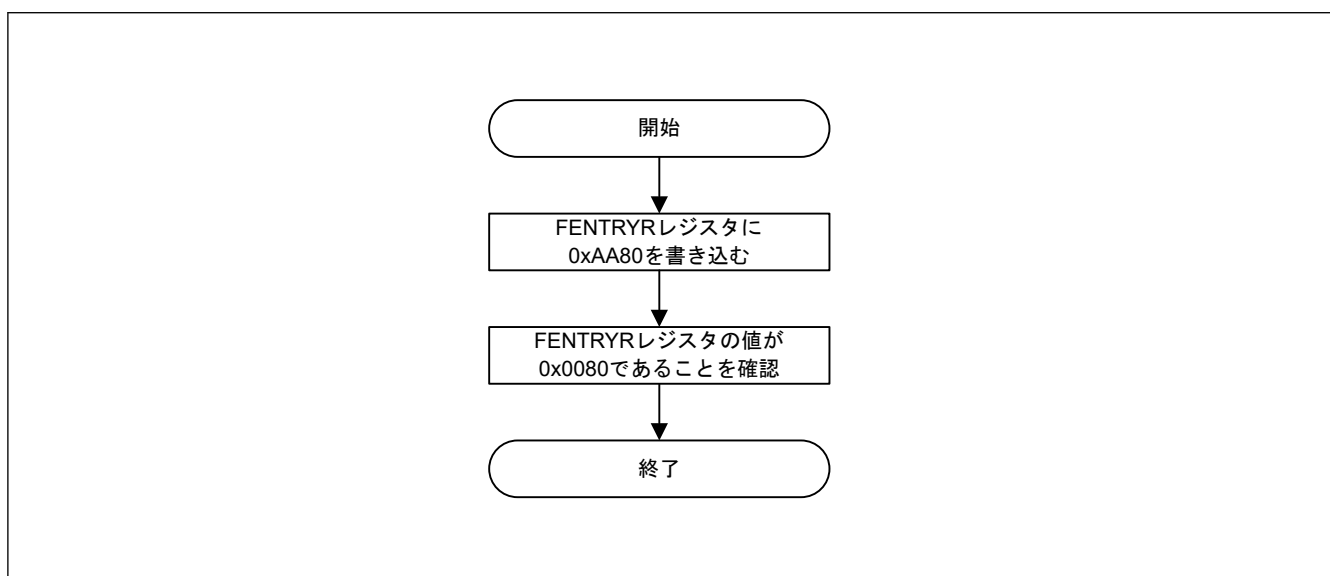 開始
FENTRYRレジスタに
0xAA80を書き込む
FENTRYRレジスタの値が
0x0080であることを確認
終了